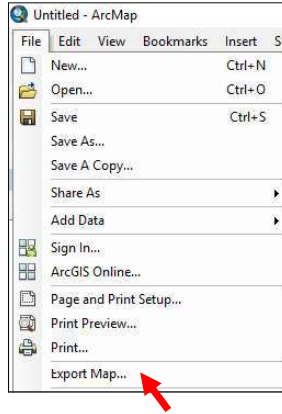 Untitled - ArcMap
File Edit View Bookmarks Insert S
New... Ctrl+N
Open... Ctrl+O
Save Ctrl+S
Save As...
Save A Copy...
Share As
Add Data
Sign In...
ArcGIS Online...
Page and Print Setup...
Print Preview...
Print...
Export Map...